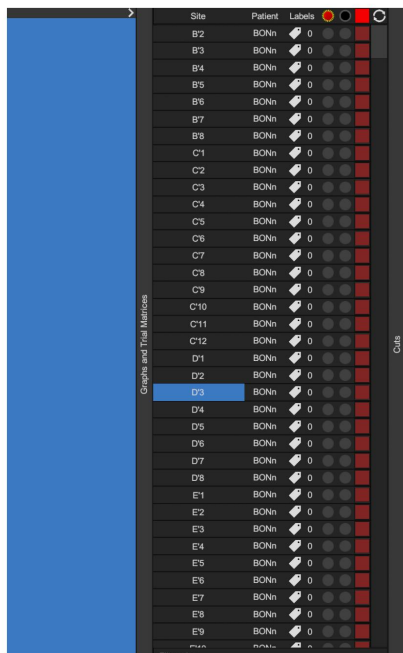 Site Patient Labels
B'2 BONn 0
B'3 BONn 0
B'4 BONn 0
B'5 BONn 0
B'6 BONn 0
B'7 BONn 0
B'8 BONn 0
C'1 BONn 0
C'2 BONn 0
C'3 BONn 0
C'4 BONn 0
C'5 BONn 0
C'6 BONn 0
C'7 BONn 0
C'8 BONn 0
C'9 BONn 0
C'10 BONn 0
C'11 BONn 0
C'12 BONn 0
D'1 BONn 0
D'2 BONn 0
D'3 BONn 0
D'4 BONn 0
D'5 BONn 0
D'6 BONn 0
D'7 BONn 0
D'8 BONn 0
E'1 BONn 0
E'2 BONn 0
E'3 BONn 0
E'4 BONn 0
E'5 BONn 0
E'6 BONn 0
E'7 BONn 0
E'8 BONn 0
E'9 BONn 0
Graphs and Trial Matrices
Cuts